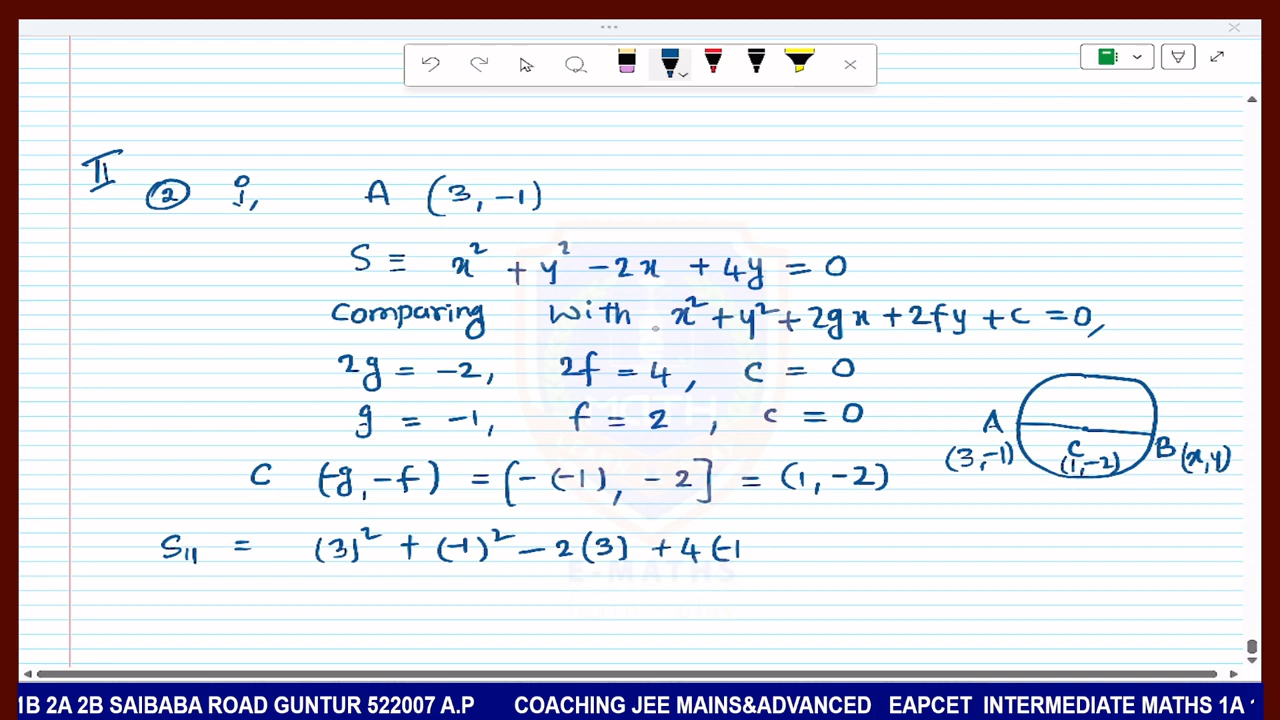 II
② i, A (3, -1)
S ≡ x² + y² - 2x + 4y = 0
Comparing with x² + y² + 2gx + 2fy + c = 0,
2g = -2, 2f = 4, c = 0
g = -1, f = 2, c = 0
A (3,-1) C (1,-2) B (x,y)
C (-g, -f) = [-(-1), -2] = (1, -2)
S₁₁ = (3)² + (-1)² - 2(3) + 4(-1
E-MATHS
1B 2A 2B SAIBABA ROAD GUNTUR 522007 A.P COACHING JEE MAINS&ADVANCED EAPCET INTERMEDIATE MATHS 1A